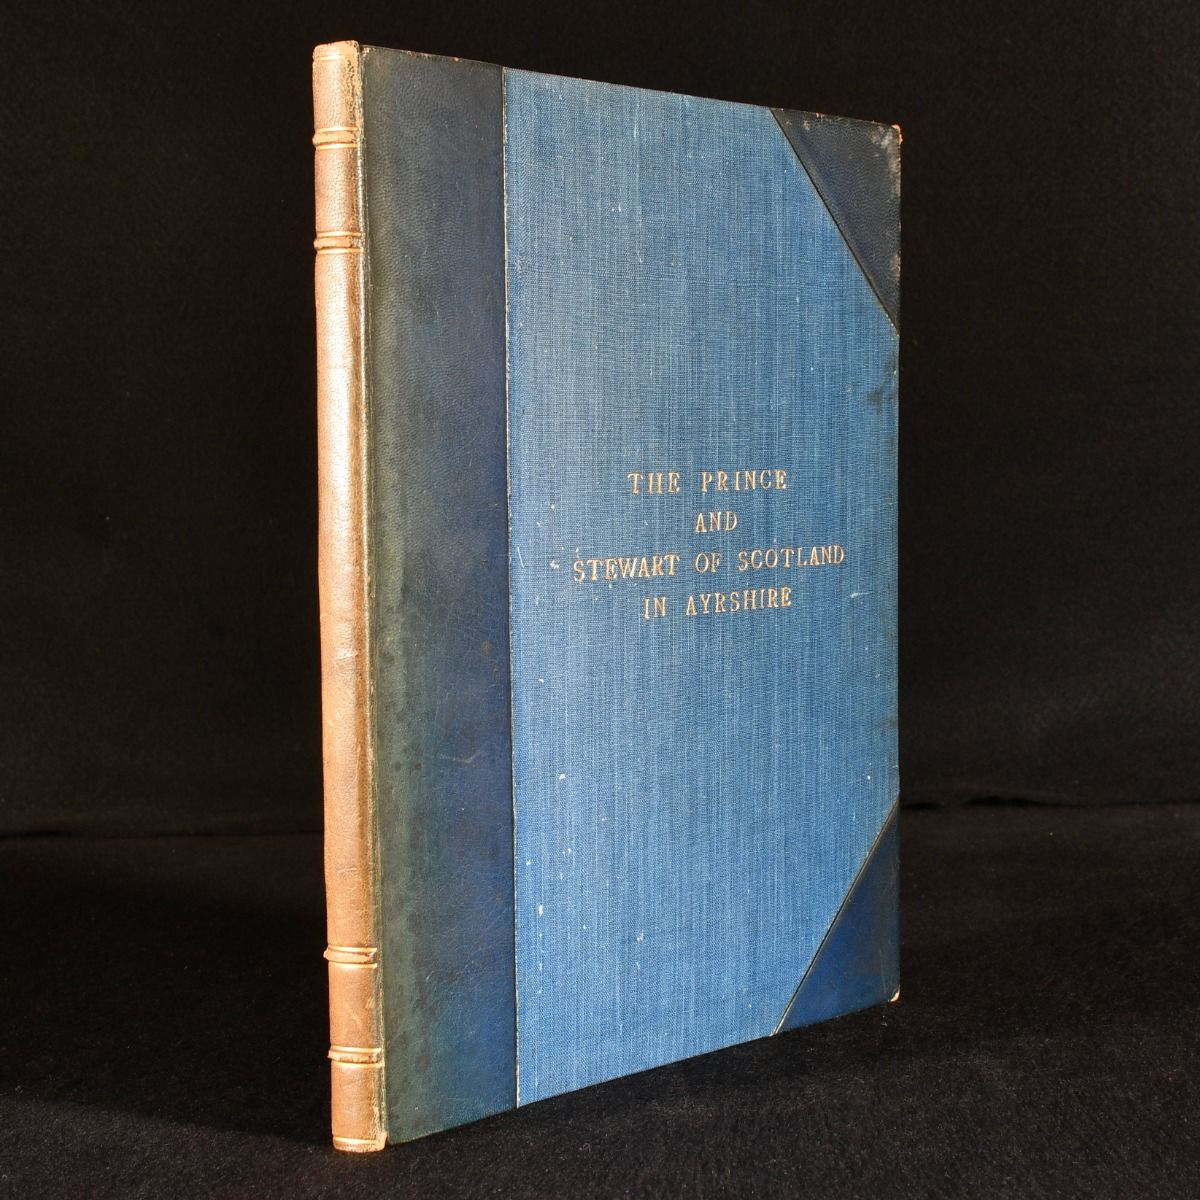 THE PRINCE
AND
STEWART OF SCOTLAND
IN AYRSHIRE